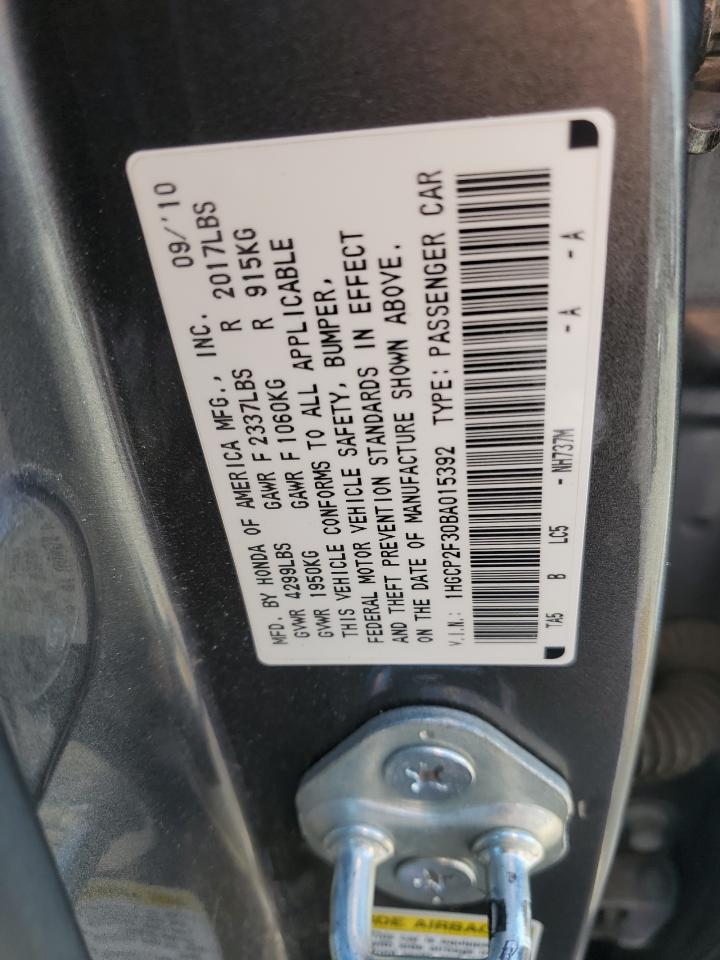 MFD. BY HONDA OF AMERICA MFG., INC. 09/'10
GVWR 4299LBS GAWR F 2337LBS R 2017LBS
GVWR 1950KG GAWR F 1060KG R 915KG
THIS VEHICLE CONFORMS TO ALL APPLICABLE
FEDERAL MOTOR VEHICLE SAFETY, BUMPER,
AND THEFT PREVENTION STANDARDS IN EFFECT
ON THE DATE OF MANUFACTURE SHOWN ABOVE.
V.I.N.: 1HGCP2F30BA015392 TYPE: PASSENGER CAR
TA5 B LC5 - NH737M - A - A
AIRBAG